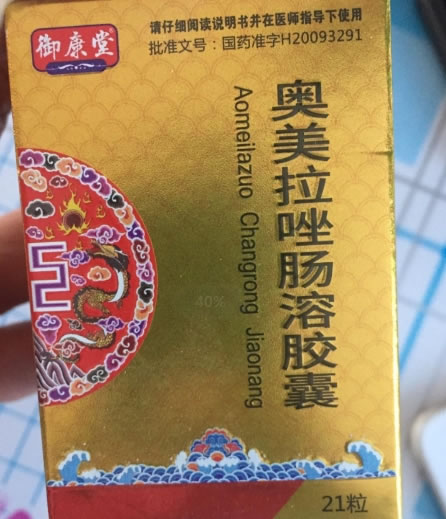 御康堂
请仔细阅读说明书并在医师指导下使用
批准文号：国药准字H20093291
奥美拉唑肠溶胶囊
Aomeilazuo Changrong Jiaonang
40%
21粒